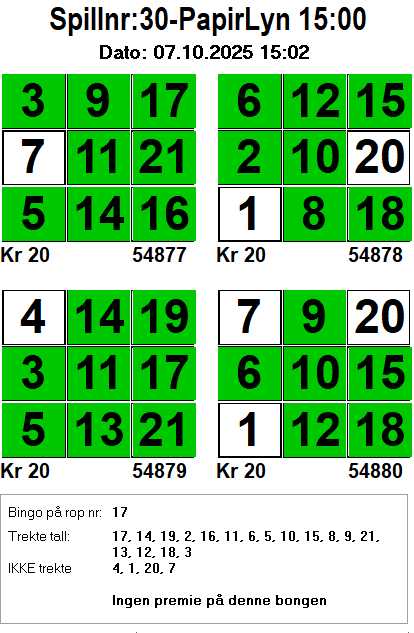 Spillnr:30-PapirLyn 15:00
Dato: 07.10.2025 15:02
3 9 17
7 11 21
5 14 16
Kr 20 54877
6 12 15
2 10 20
1 8 18
Kr 20 54878
4 14 19
3 11 17
5 13 21
Kr 20 54879
7 9 20
6 10 15
1 12 18
Kr 20 54880
Bingo på rop nr: 17
Trekte tall: 17, 14, 19, 2, 16, 11, 6, 5, 10, 15, 8, 9, 21,
13, 12, 18, 3
IKKE trekte 4, 1, 20, 7
Ingen premie på denne bongen